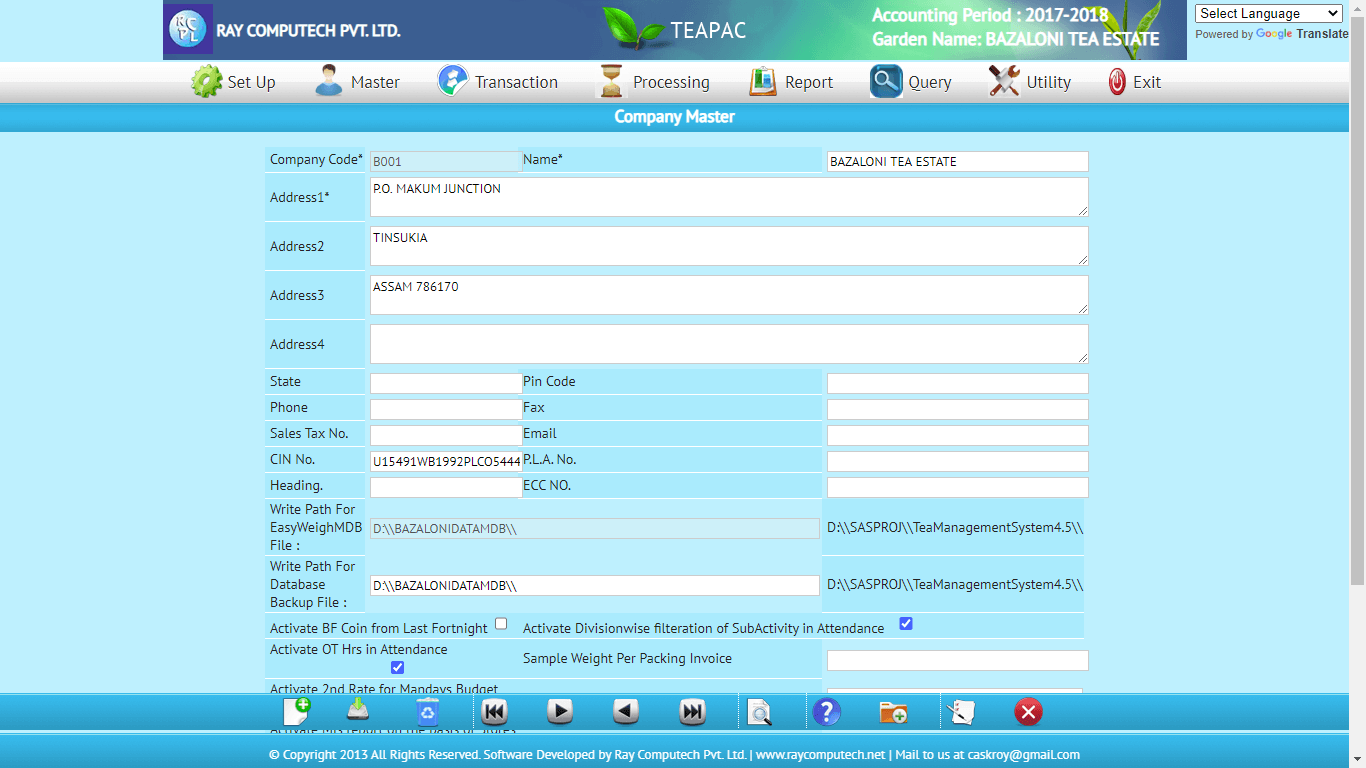 RAY COMPUTECH PVT. LTD.
TEAPAC
Accounting Period : 2017-2018
Garden Name: BAZALONI TEA ESTATE
Select Language
Powered by Google Translate
Set Up Master Transaction Processing Report Query Utility Exit
Company Master
Company Code* B001 Name* BAZALONI TEA ESTATE
Address1* P.O. MAKUM JUNCTION
Address2 TINSUKIA
Address3 ASSAM 786170
Address4
State Pin Code
Phone Fax
Sales Tax No. Email
CIN No. U15491WB1992PLCO5444 P.L.A. No.
Heading. ECC NO.
Write Path For
EasyWeighMDB
File :
D:\\BAZALONIDATAMDB\\ D:\\SASPROJ\\TeaManagementSystem4.5\\
Write Path For
Database
Backup File :
D:\\BAZALONIDATAMDB\\ D:\\SASPROJ\\TeaManagementSystem4.5\\
Activate BF Coin from Last Fortnight Activate Divisionwise filteration of SubActivity in Attendance
Activate OT Hrs in Attendance
Sample Weight Per Packing Invoice
Activate 2nd Rate for Mandays Budget
© Copyright 2013 All Rights Reserved. Software Developed by Ray Computech Pvt. Ltd. | www.raycomputech.net | Mail to us at caskroy@gmail.com